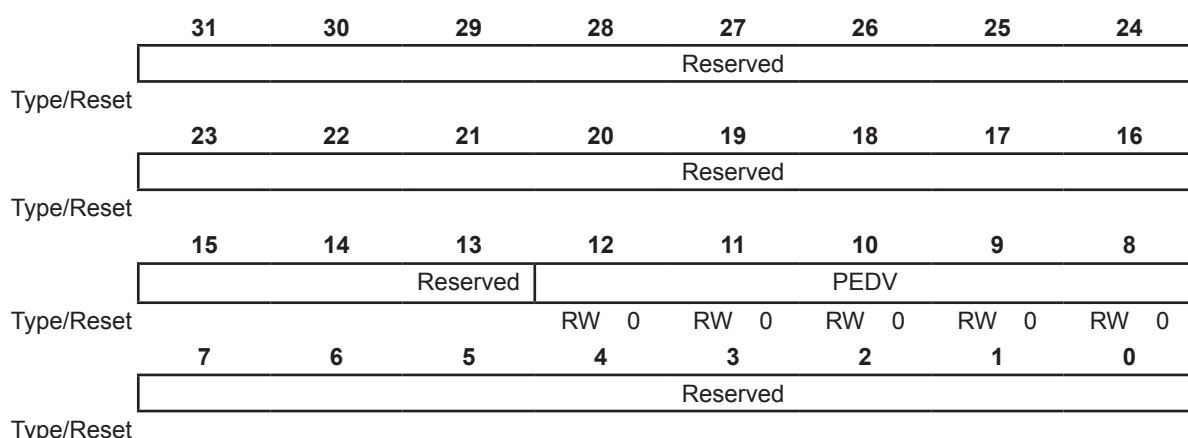 31 30 29 28 27 26 25 24
Reserved
Type/Reset
23 22 21 20 19 18 17 16
Reserved
Type/Reset
15 14 13 12 11 10 9 8
Reserved PEDV
Type/Reset RW 0 RW 0 RW 0 RW 0 RW 0
7 6 5 4 3 2 1 0
Reserved
Type/Reset